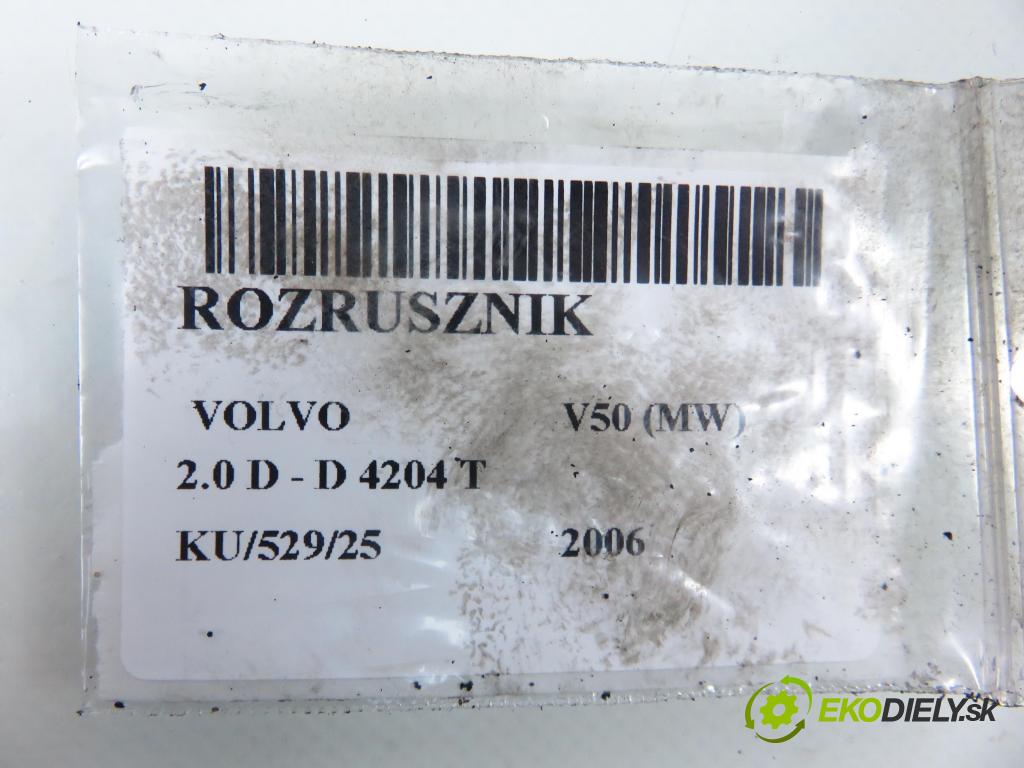 ROZRUSZNIK
VOLVO V50 (MW)
2.0 D - D 4204 T
KU/529/25 2006
EKODIELY.sk